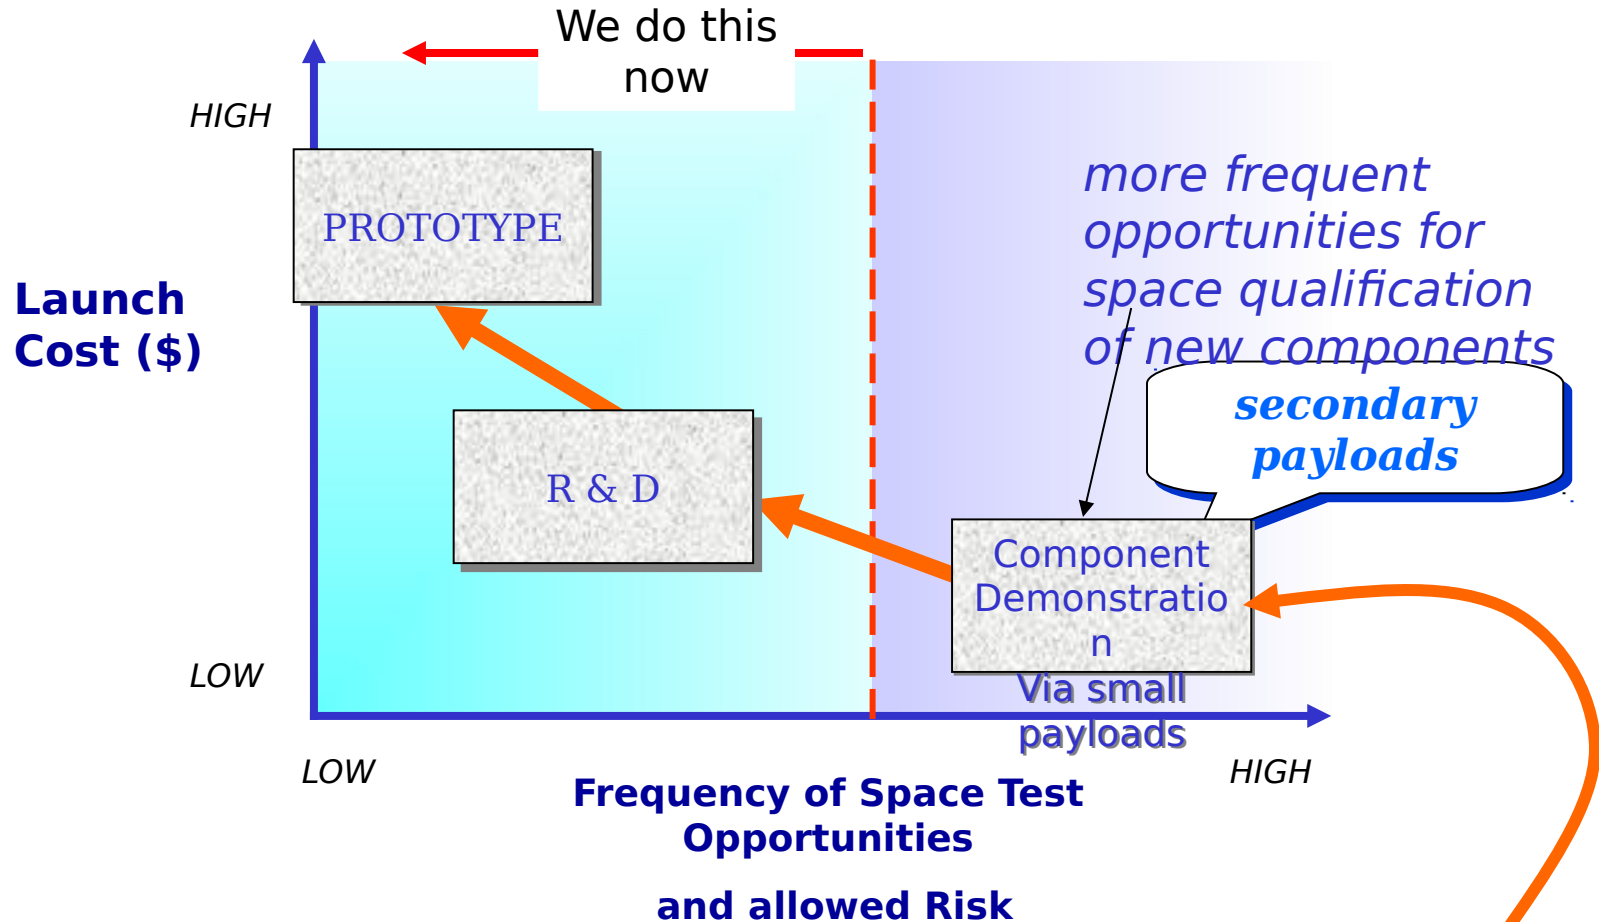 We do this
now
HIGH
PROTOTYPE
more frequent
opportunities for
space qualification
of new components
Launch
Cost ($)
secondary
payloads
R & D
Component
Demonstratio
n
Via small
payloads
LOW
LOW
HIGH
Frequency of Space Test
Opportunities
and allowed Risk